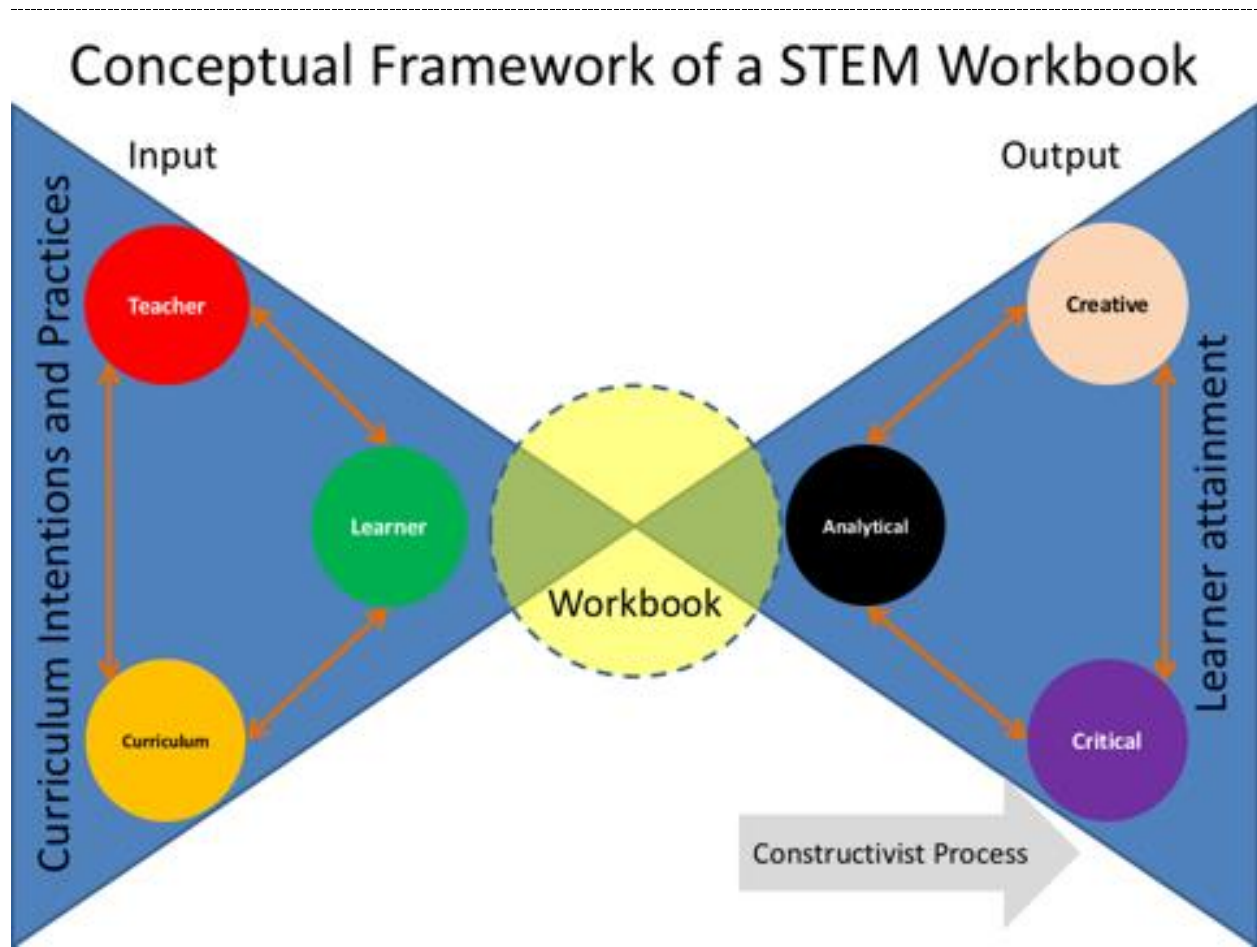 Conceptual Framework of a STEM Workbook
Input
Output
Curriculum Intentions and Practices
Teacher
Learner
Curriculum
Workbook
Creative
Analytical
Critical
Learner attainment
Constructivist Process